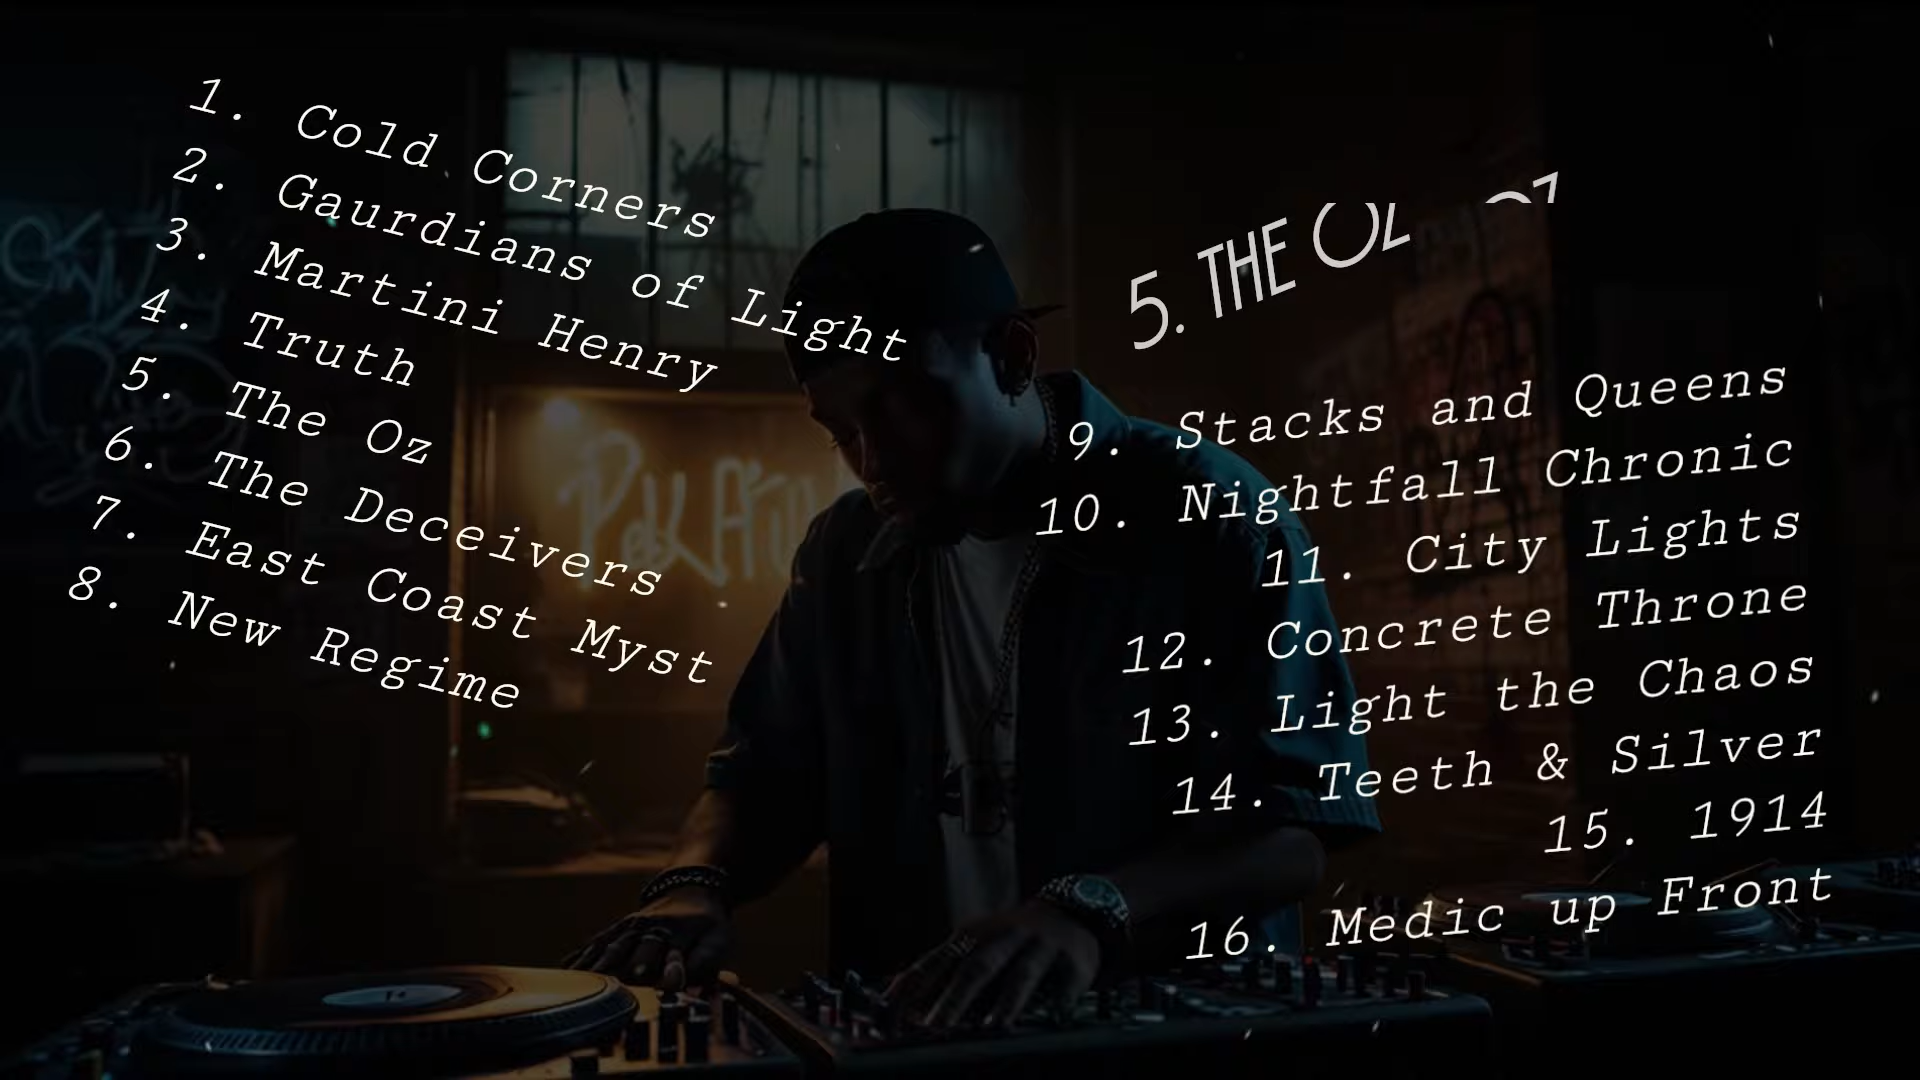 1. Cold Corners
2. Gaurdians of Light
3. Martini Henry
4. Truth
5. The Oz
6. The Deceivers
7. East Coast Myst
8. New Regime
5. THE OZ
9. Stacks and Queens
10. Nightfall Chronic
11. City Lights
12. Concrete Throne
13. Light the Chaos
14. Teeth & Silver
15. 1914
16. Medic up Front